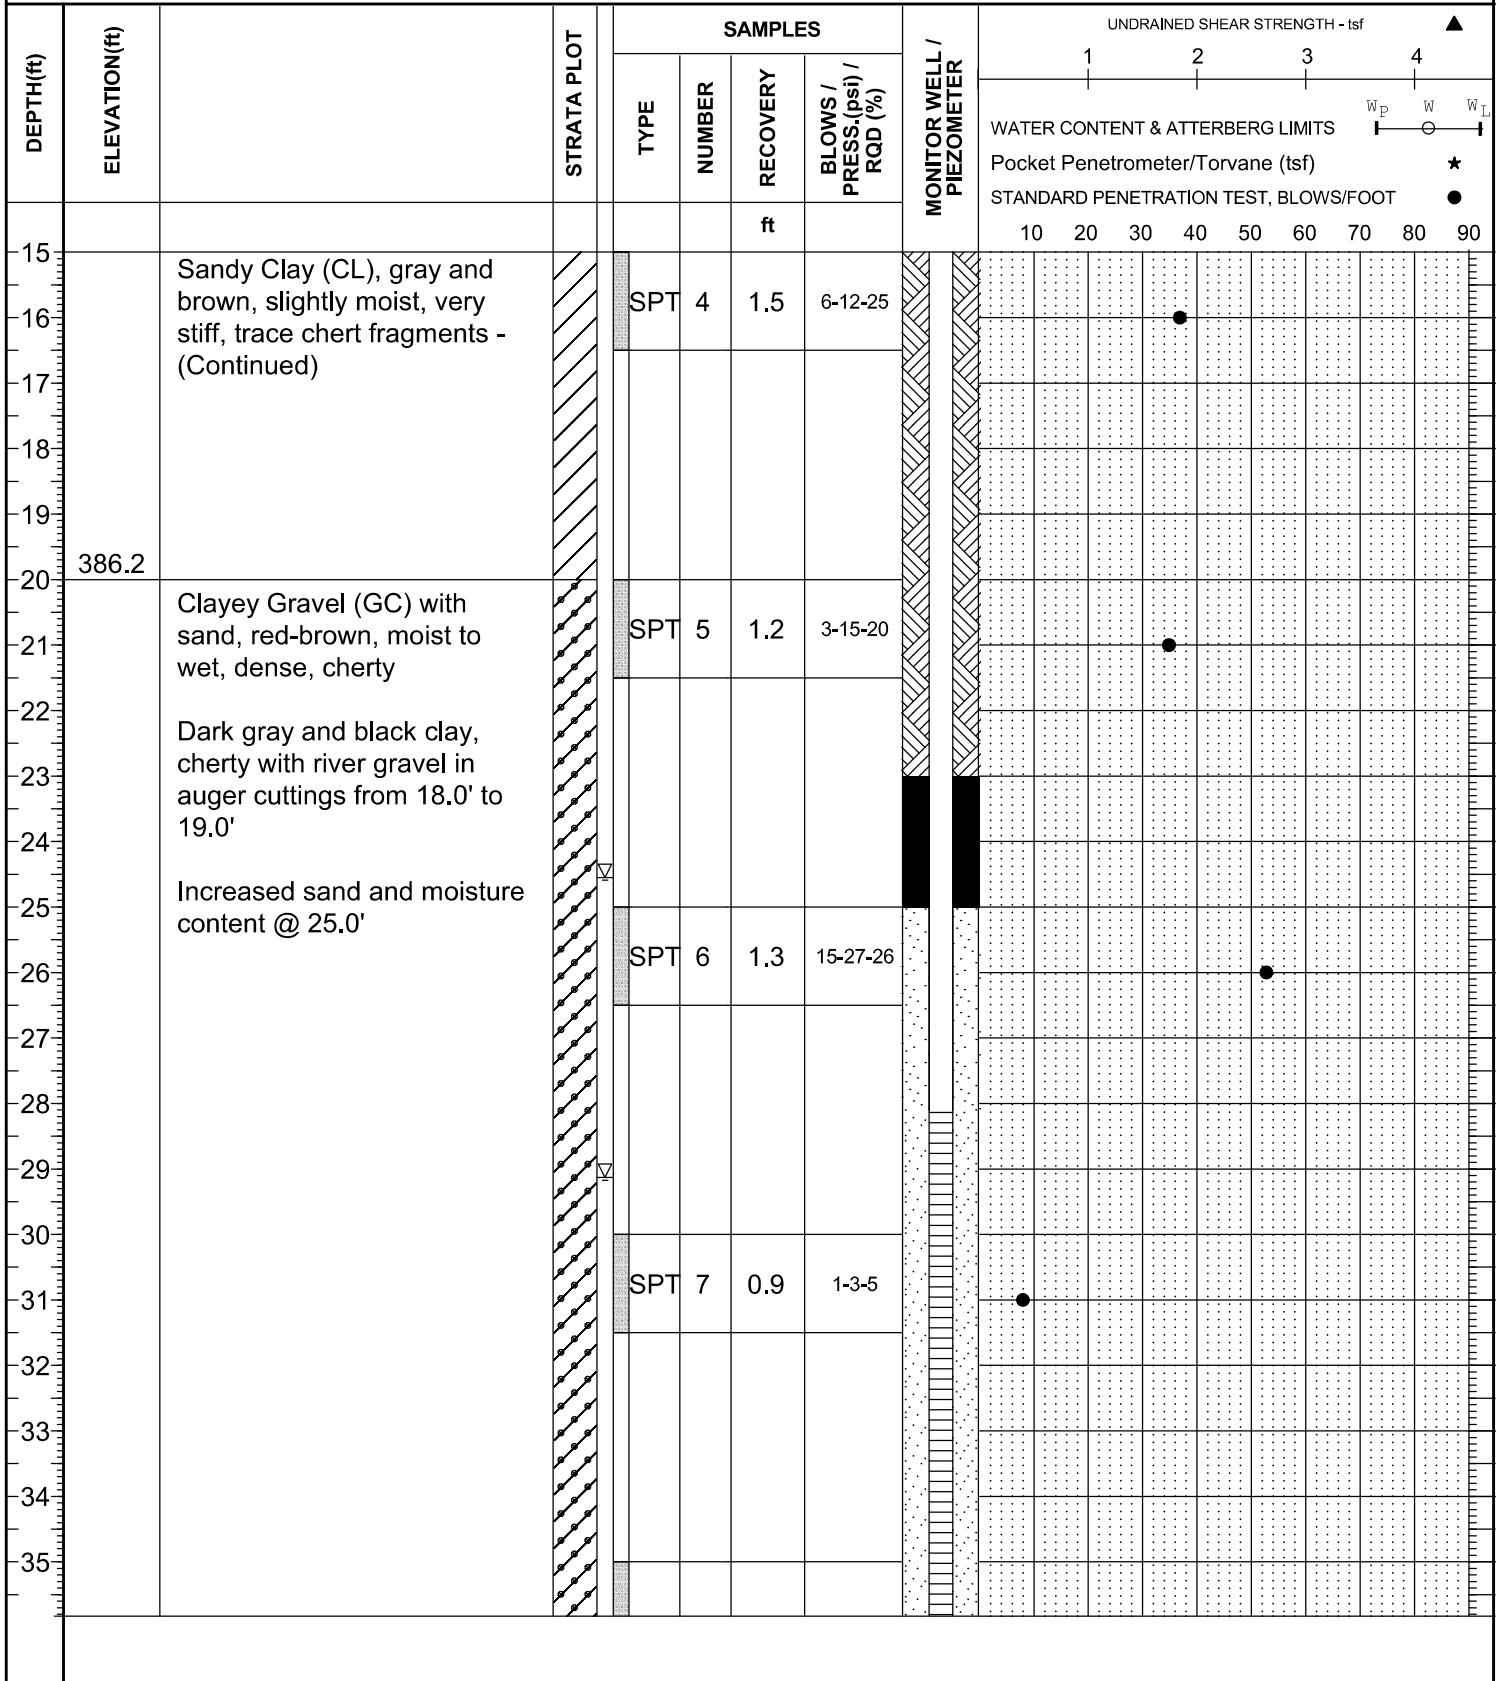 DEPTH(ft)
ELEVATION(ft)
STRATA PLOT
SAMPLES
TYPE
NUMBER
RECOVERY
BLOWS /
PRESS.(psi) /
RQD (%)
ft
MONITOR WELL /
PIEZOMETER
UNDRAINED SHEAR STRENGTH - tsf
1 2 3 4
WATER CONTENT & ATTERBERG LIMITS
WP W WL
Pocket Penetrometer/Torvane (tsf)
STANDARD PENETRATION TEST, BLOWS/FOOT
10 20 30 40 50 60 70 80 90
15
Sandy Clay (CL), gray and
brown, slightly moist, very
stiff, trace chert fragments -
(Continued)
SPT 4 1.5 6-12-25
16
17
18
19
386.2
20
Clayey Gravel (GC) with
sand, red-brown, moist to
wet, dense, cherty
SPT 5 1.2 3-15-20
21
22
Dark gray and black clay,
cherty with river gravel in
auger cuttings from 18.0' to
19.0'
23
24
Increased sand and moisture
content @ 25.0'
25
SPT 6 1.3 15-27-26
26
27
28
29
30
SPT 7 0.9 1-3-5
31
32
33
34
35